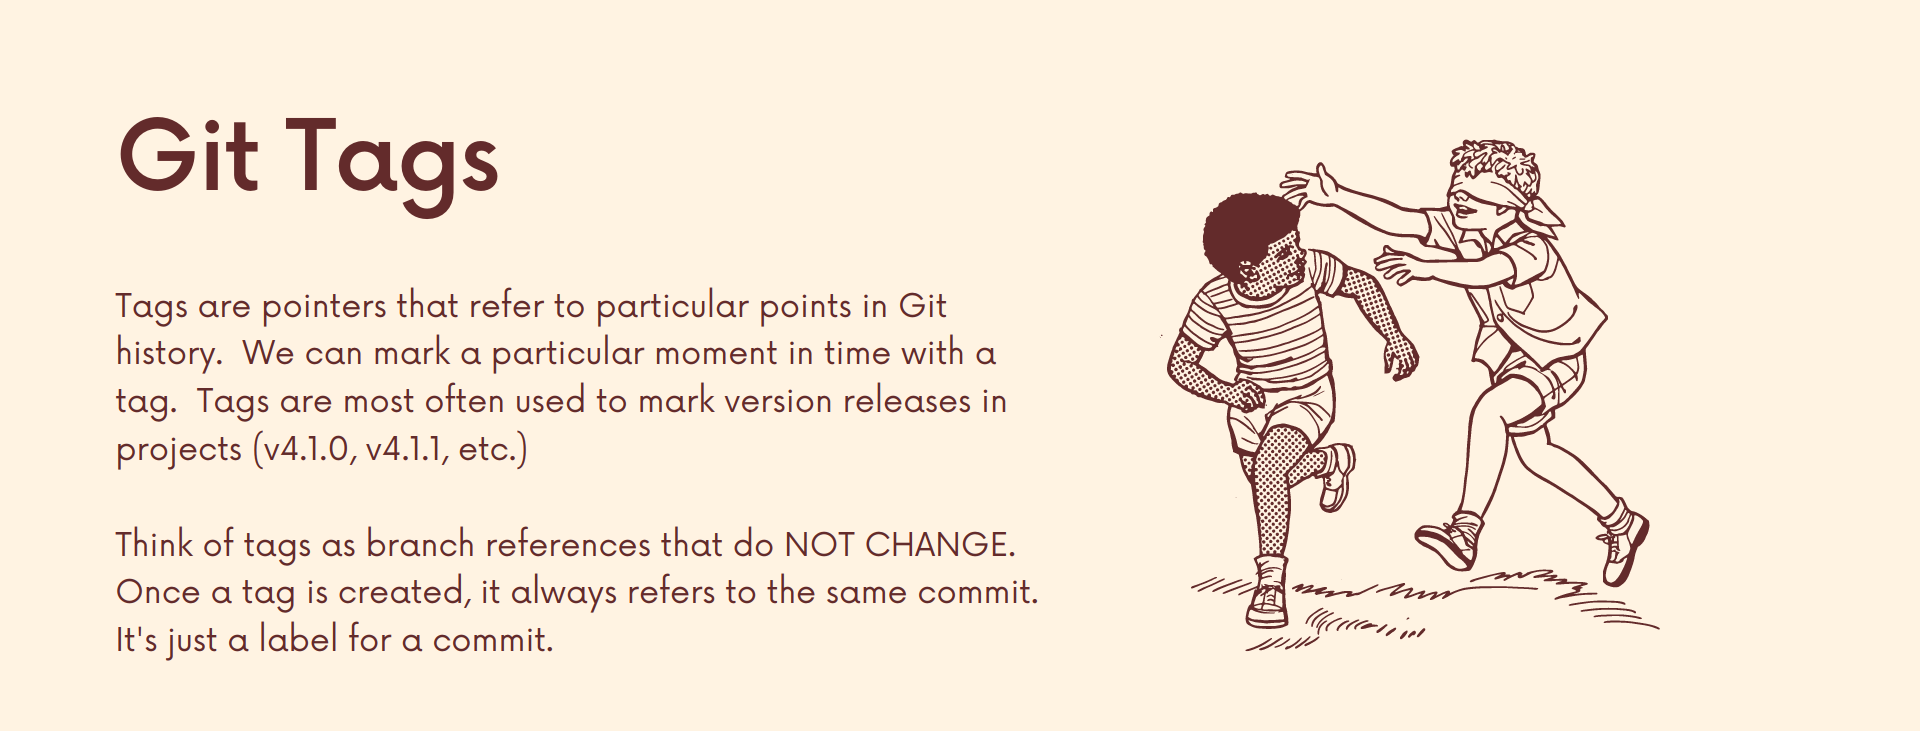 Git Tags
Tags are pointers that refer to particular points in Git
history.  We can mark a particular moment in time with a
tag.  Tags are most often used to mark version releases in
projects (v4.1.0, v4.1.1, etc.)
Think of tags as branch references that do NOT CHANGE.
Once a tag is created, it always refers to the same commit.
It's just a label for a commit.